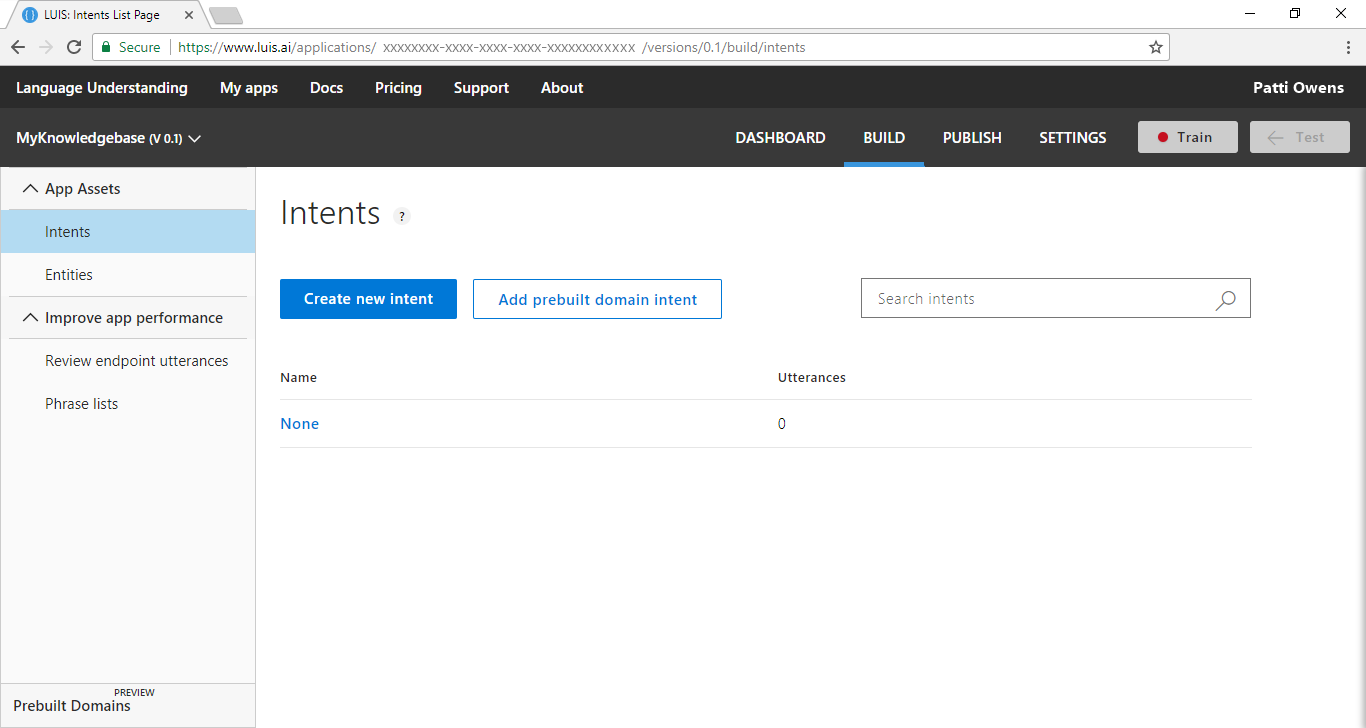 LUIS: Intents List Page
Secure https://www.luis.ai/applications/ xxxxxxxx-xxxx-xxxx-xxxx-xxxxxxxxxxxx /versions/0.1/build/intents
Language Understanding My apps Docs Pricing Support About Patti Owens
MyKnowledgebase (V 0.1) DASHBOARD BUILD PUBLISH SETTINGS Train Test
App Assets
Intents
Entities
Improve app performance
Review endpoint utterances
Phrase lists
PREVIEW
Prebuilt Domains
Intents ?
Create new intent Add prebuilt domain intent Search intents
Name Utterances
None 0